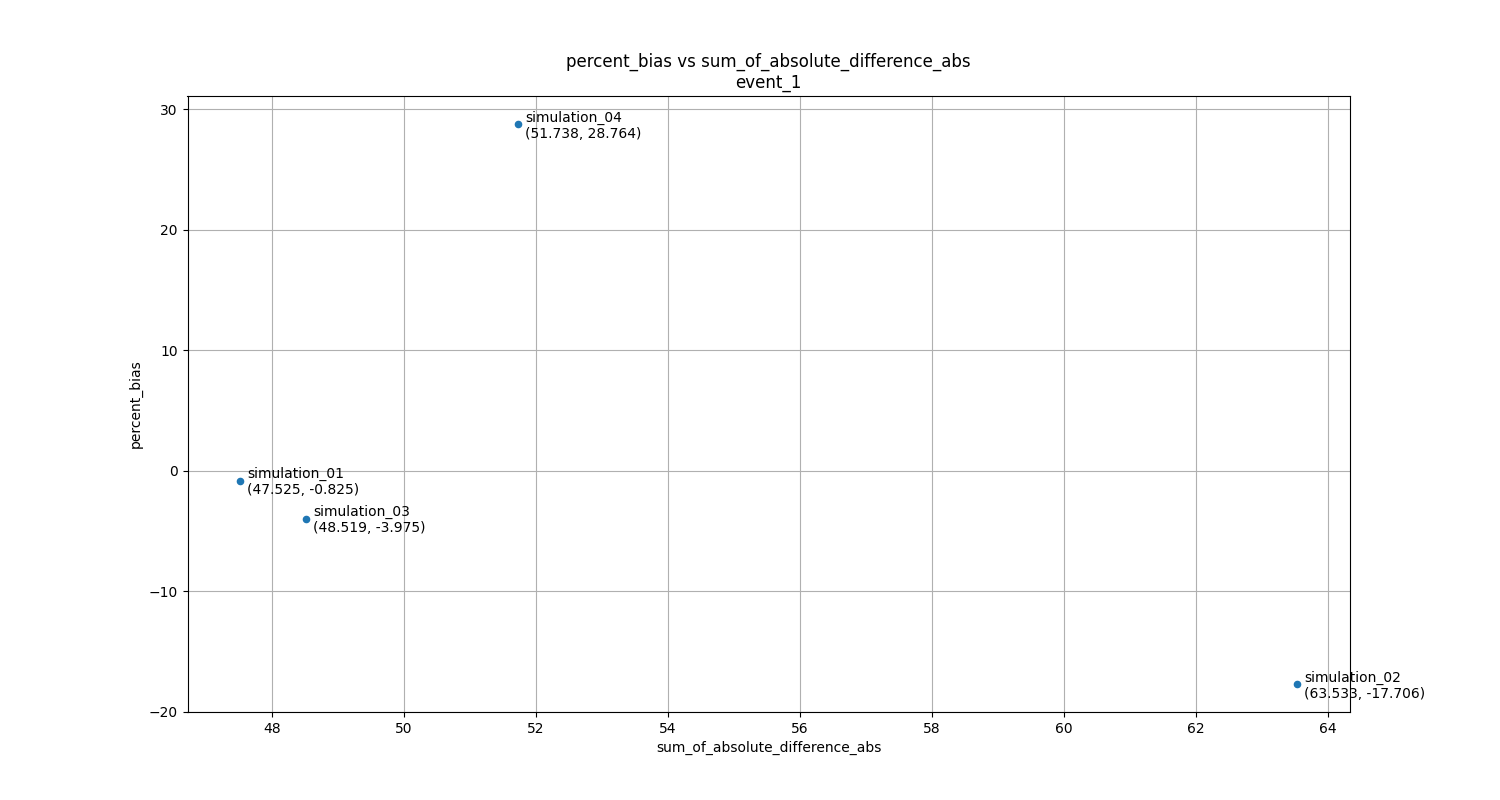 percent_bias vs sum_of_absolute_difference_abs
event_1
30
simulation_04
(51.738, 28.764)
20
10
percent_bias
0
simulation_01
(47.525, -0.825)
simulation_03
(48.519, -3.975)
−10
simulation_02
(63.533, -17.706)
−20
48 50 52 54 56 58 60 62 64
sum_of_absolute_difference_abs